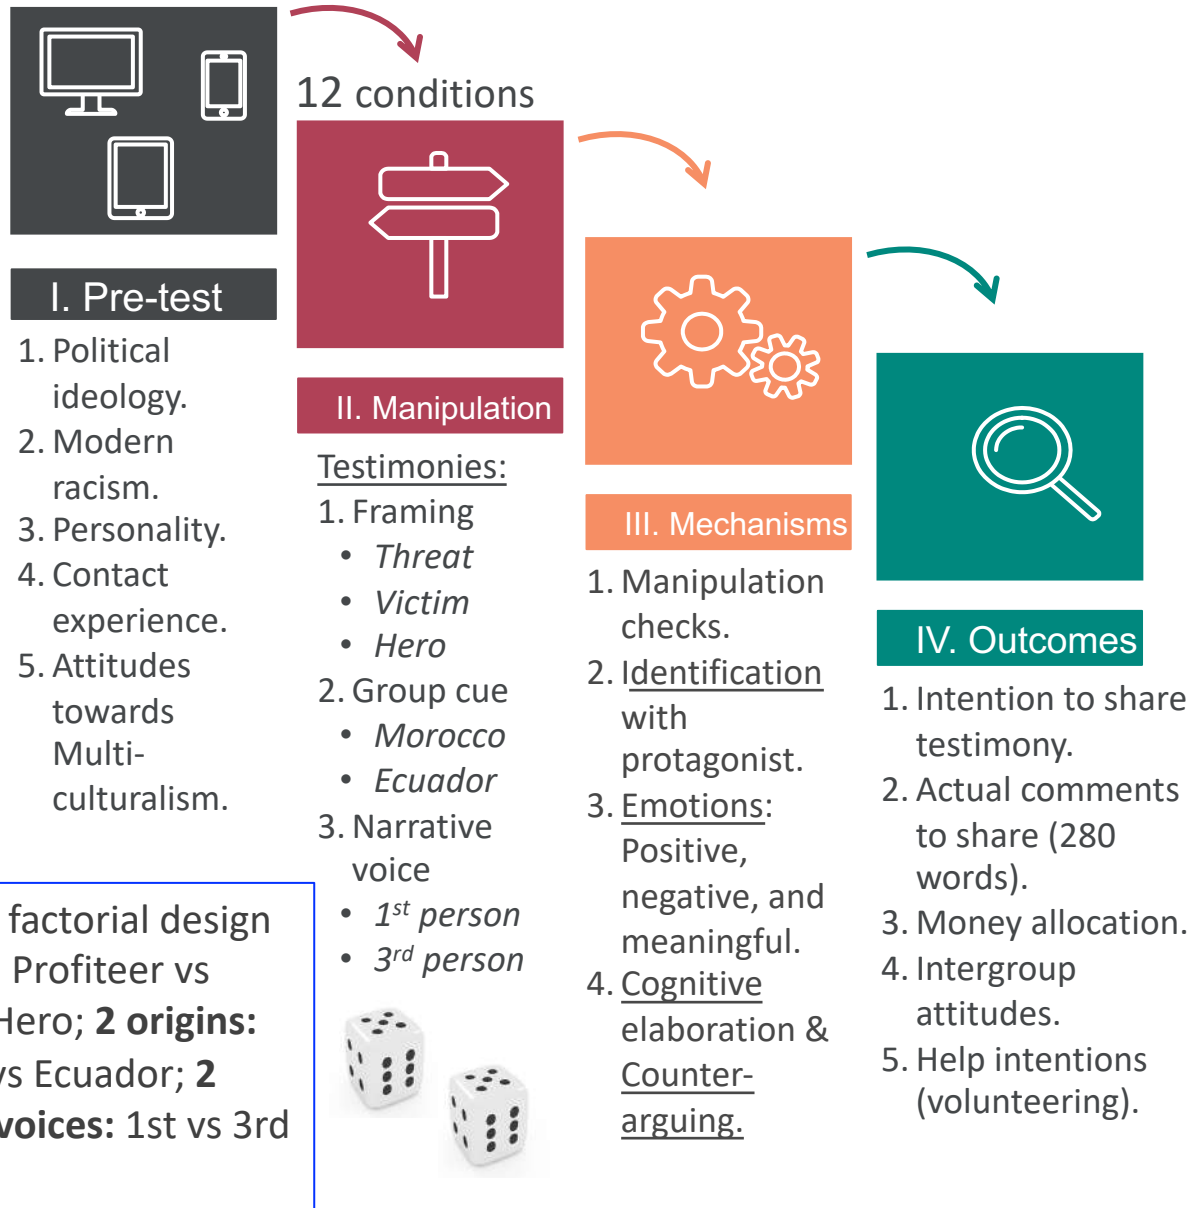 12 conditions
I. Pre-test
1. Political
ideology.
2. Modern
racism.
3. Personality.
4. Contact
experience.
5. Attitudes
towards
Multi-
culturalism.
factorial design
Profiteer vs
Hero; 2 origins:
vs Ecuador; 2
voices: 1st vs 3rd
II. Manipulation
Testimonies:
1. Framing
• Threat
• Victim
• Hero
2. Group cue
• Morocco
• Ecuador
3. Narrative
voice
• 1st person
• 3rd person
III. Mechanisms
1. Manipulation
checks.
2. Identification
with
protagonist.
3. Emotions:
Positive,
negative, and
meaningful.
4. Cognitive
elaboration &
Counter-
arguing.
IV. Outcomes
1. Intention to share
testimony.
2. Actual comments
to share (280
words).
3. Money allocation.
4. Intergroup
attitudes.
5. Help intentions
(volunteering).